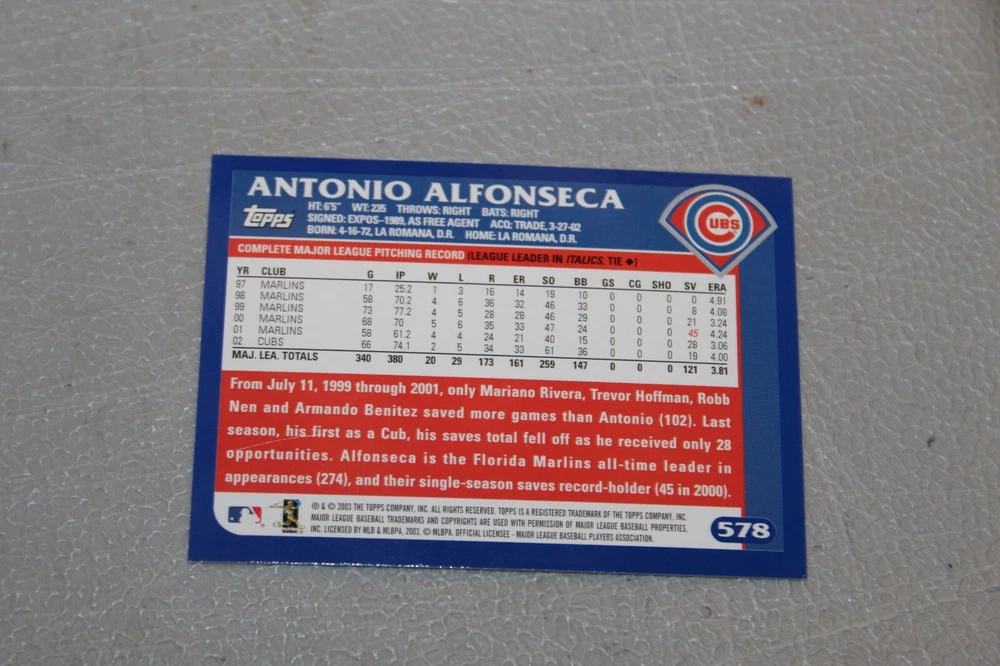 ANTONIO ALFONSECA
topps
HT: 6'5" WT: 235 THROWS: RIGHT BATS: RIGHT
SIGNED: EXPOS-1989, AS FREE AGENT ACQ: TRADE, 3-27-02
BORN: 4-16-72, LA ROMANA, D.R. HOME: LA ROMANA, D.R.
CUBS
COMPLETE MAJOR LEAGUE PITCHING RECORD (LEAGUE LEADER IN ITALICS, TIE ♦)
YR CLUB G IP W L R ER SO BB GS CG SHO SV ERA
97 MARLINS 17 25.2 1 3 16 14 19 10 0 0 0 0 4.91
98 MARLINS 58 70.2 4 6 36 32 46 33 0 0 0 8 4.08
99 MARLINS 73 77.2 4 5 28 28 46 29 0 0 0 21 3.24
00 MARLINS 68 70 5 6 35 33 47 24 0 0 0 45 4.24
01 MARLINS 58 61.2 4 4 24 21 40 15 0 0 0 28 3.06
02 CUBS 66 74.1 2 5 34 33 61 36 0 0 0 19 4.00
MAJ. LEA. TOTALS 340 380 20 29 173 161 259 147 0 0 0 121 3.81
From July 11, 1999 through 2001, only Mariano Rivera, Trevor Hoffman, Robb
Nen and Armando Benitez saved more games than Antonio (102). Last
season, his first as a Cub, his saves total fell off as he received only 28
opportunities. Alfonseca is the Florida Marlins all-time leader in
appearances (274), and their single-season saves record-holder (45 in 2000).
® & © 2003 THE TOPPS COMPANY, INC. ALL RIGHTS RESERVED. TOPPS IS A REGISTERED TRADEMARK OF THE TOPPS COMPANY, INC.
MAJOR LEAGUE BASEBALL TRADEMARKS AND COPYRIGHTS ARE USED WITH PERMISSION OF MAJOR LEAGUE BASEBALL PROPERTIES,
INC. LICENSED BY MLB & MLBPA, 2003. © MLBPA. OFFICIAL LICENSEE - MAJOR LEAGUE BASEBALL PLAYERS ASSOCIATION.
578